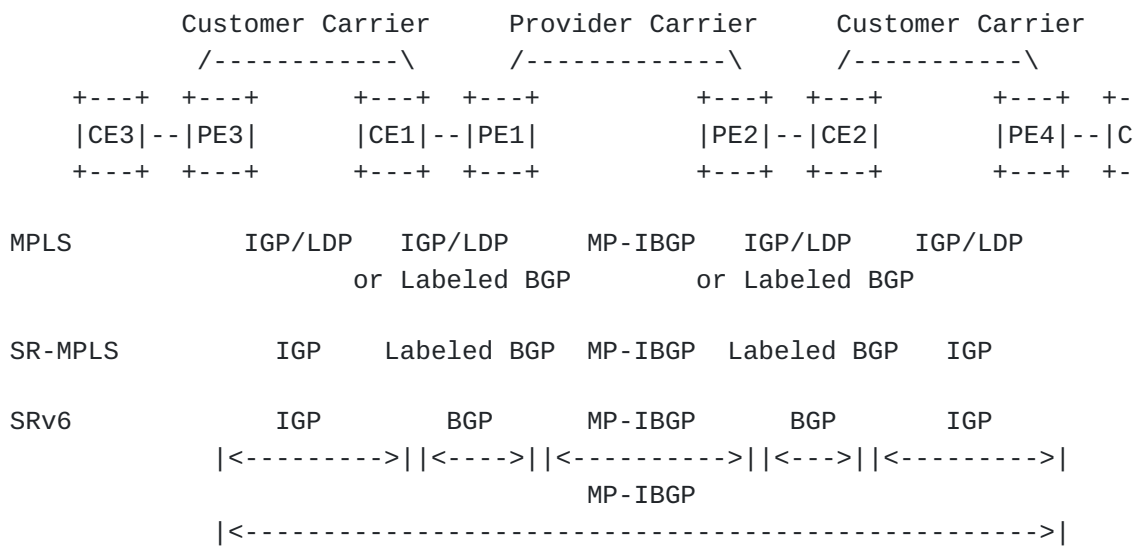 Customer Carrier     Provider Carrier     Customer Carrier
             /------------\      /-------------\      /-----------\
    +---+  +---+      +---+  +---+          +---+  +---+       +---+  +-
    |CE3|--|PE3|      |CE1|--|PE1|          |PE2|--|CE2|       |PE4|--|C
    +---+  +---+      +---+  +---+          +---+  +---+       +---+  +-

MPLS           IGP/LDP   IGP/LDP     MP-IBGP   IGP/LDP    IGP/LDP
                      or Labeled BGP        or Labeled BGP

SR-MPLS          IGP    Labeled BGP  MP-IBGP  Labeled BGP   IGP

SRv6             IGP        BGP      MP-IBGP      BGP       IGP
             |<--------->||<---->||<---------->||<--->||<--------->|
                                     MP-IBGP
             |<--------------------------------------------------->|